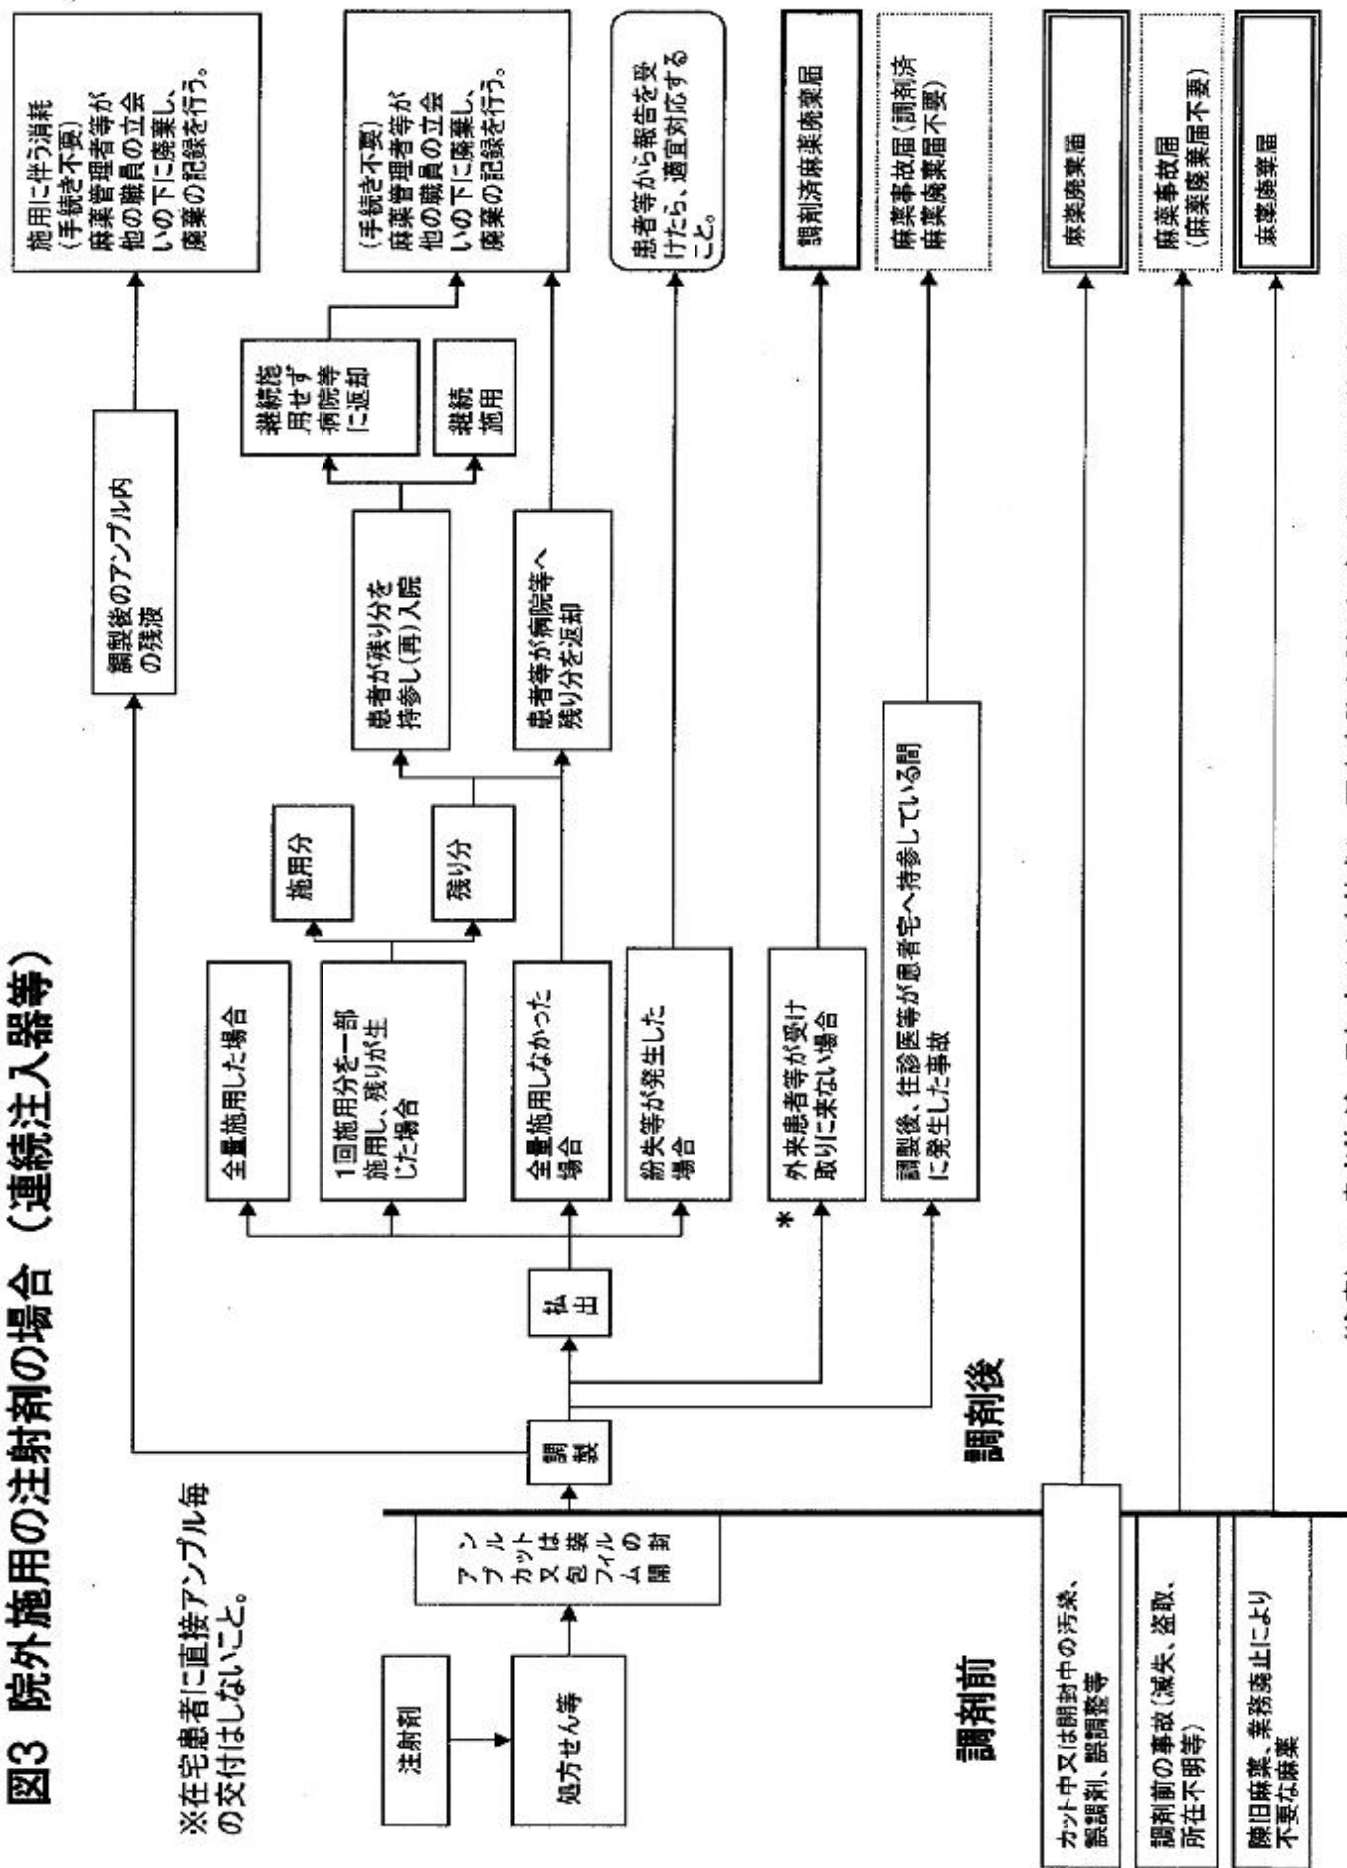 図3 院外施用の注射剤の場合（連続注入器等）
※在宅患者に直接アンプル毎
の交付はしないこと。
注射剤
処方せん等
アンプル
カット又は
包装フィル
ムの開封
調製
払出
調製後のアンプル内
の残液
施用に伴う消耗
(手続き不要)
麻薬管理者等が
他の職員の立会
いの下に廃棄し、
廃棄の記録を行う。
全量施用した場合
1回施用分を一部
施用し、残りが生
じた場合
施用分
残り分
患者が残り分を
持参し(再)入院
継続施
用せず
病院等
に返却
継続
施用
(手続き不要)
麻薬管理者等が
他の職員の立会
いの下に廃棄し、
廃棄の記録を行う。
全量施用しなかった
場合
患者等が病院等へ
残り分を返却
紛失等が発生した
場合
患者等から報告を受
けたら、適宜対応する
こと。
*
外来患者等が受け
取りに来ない場合
調剤済麻薬廃棄届
調製後、往診医等が患者宅へ持参している間
に発生した事故
麻薬事故届(調剤済
麻薬廃棄届不要)
調剤前
調剤後
カット中又は開封中の汚染、
誤調剤、誤調整等
麻薬廃棄届
調剤前の事故(滅失、盗取、
所在不明等)
麻薬事故届
(麻薬廃棄届不要)
陳旧麻薬、業務廃止により
不要な麻薬
麻薬廃棄届